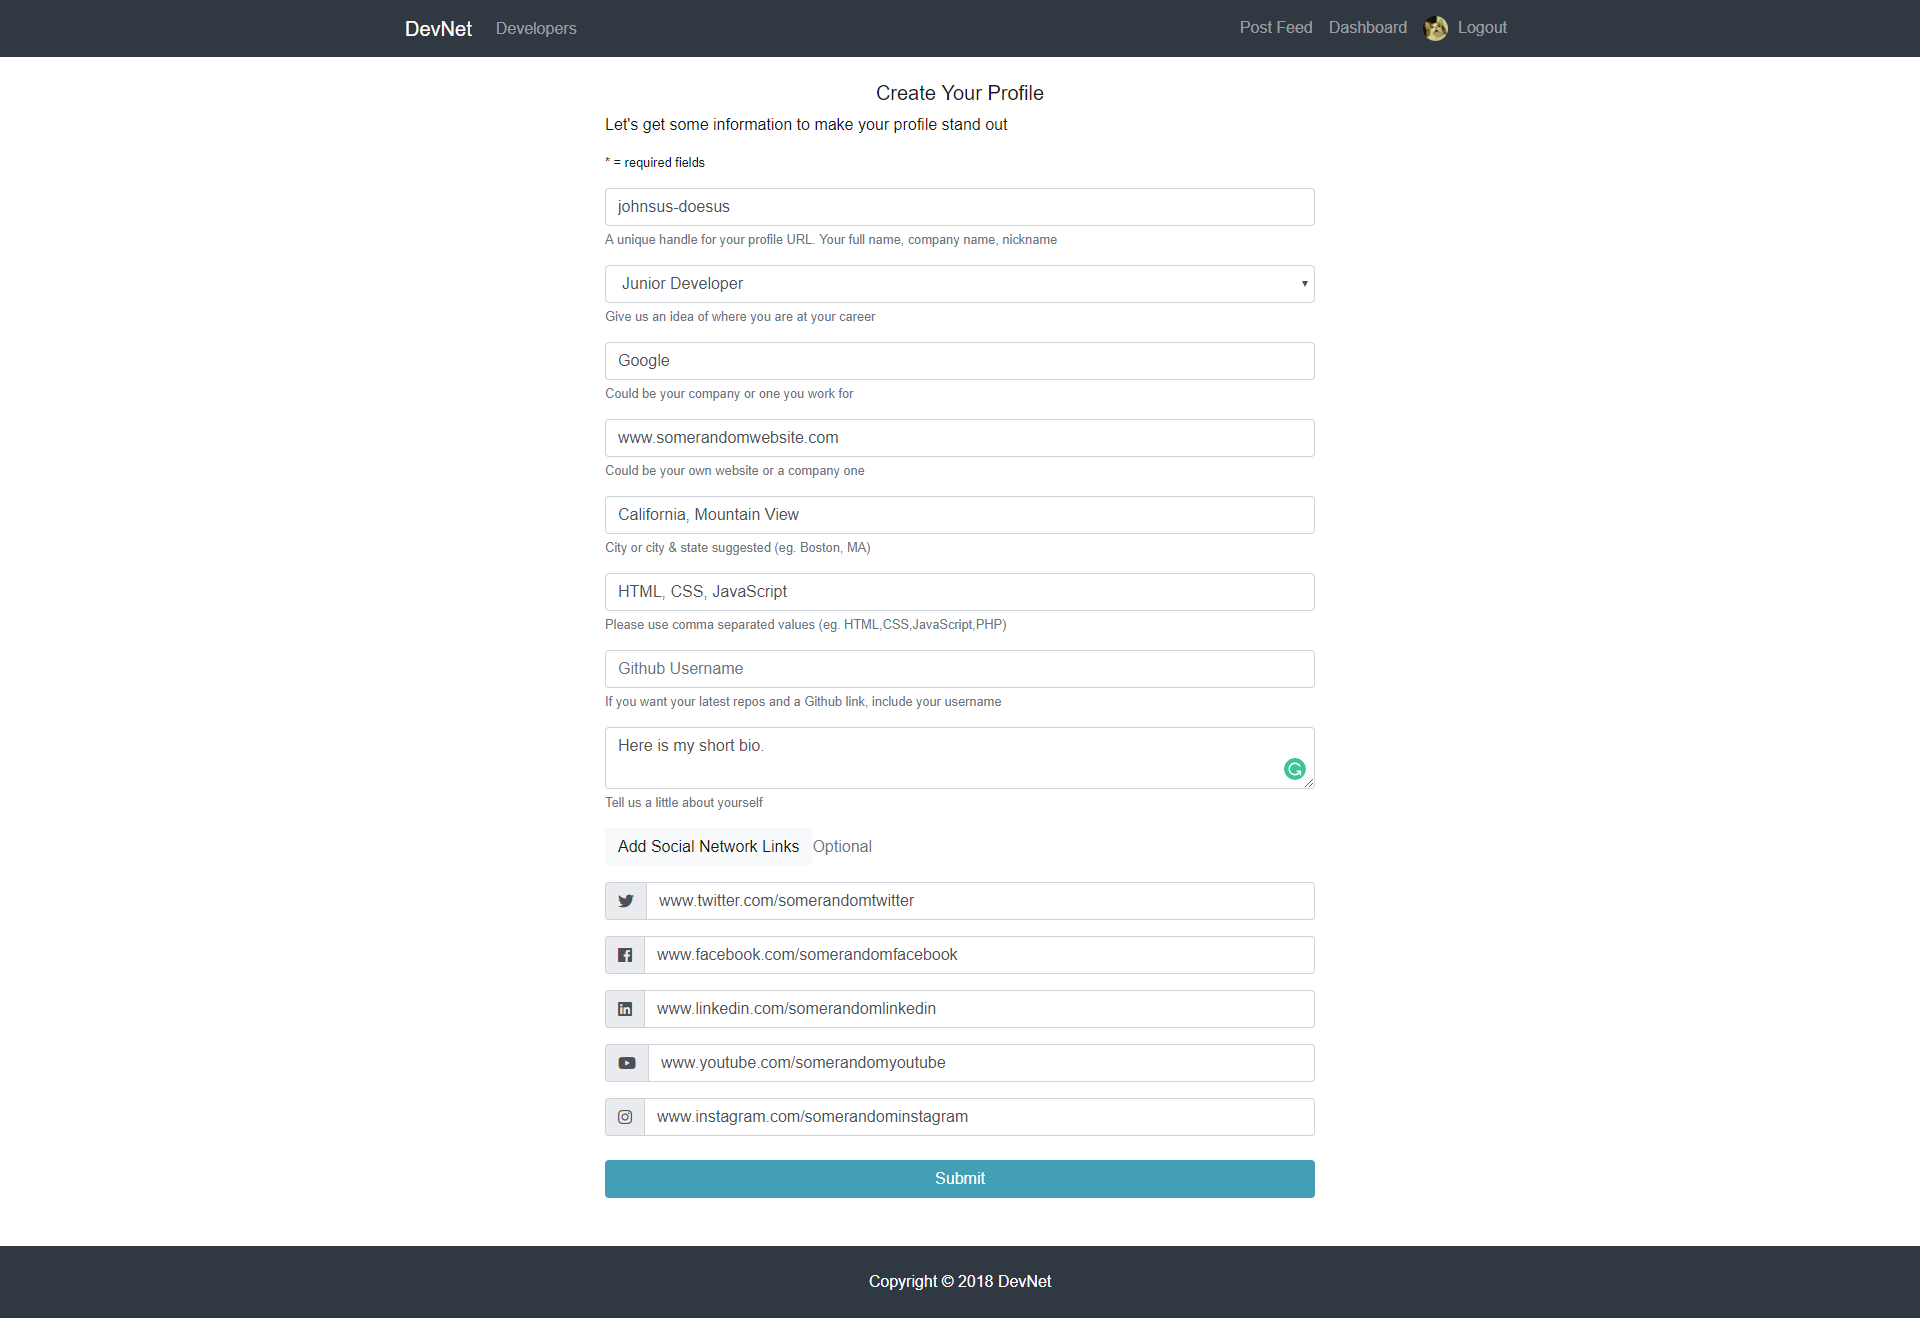 DevNet Developers Post Feed Dashboard Logout
Create Your Profile
Let's get some information to make your profile stand out
* = required fields
johnsus-doesus
A unique handle for your profile URL. Your full name, company name, nickname
Junior Developer
Give us an idea of where you are at your career
Google
Could be your company or one you work for
www.somerandomwebsite.com
Could be your own website or a company one
California, Mountain View
City or city & state suggested (eg. Boston, MA)
HTML, CSS, JavaScript
Please use comma separated values (eg. HTML,CSS,JavaScript,PHP)
Github Username
If you want your latest repos and a Github link, include your username
Here is my short bio.
Tell us a little about yourself
Add Social Network Links Optional
www.twitter.com/somerandomtwitter
www.facebook.com/somerandomfacebook
www.linkedin.com/somerandomlinkedin
www.youtube.com/somerandomyoutube
www.instagram.com/somerandominstagram
Submit
Copyright © 2018 DevNet